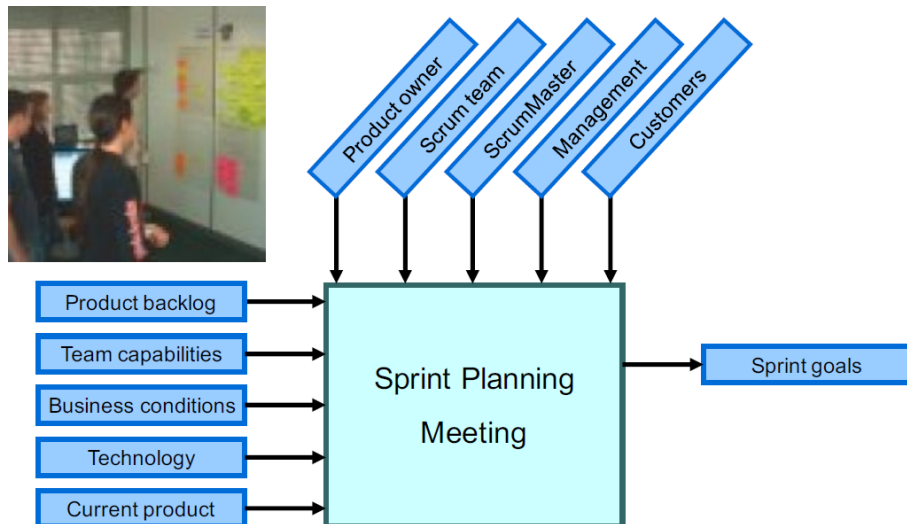 Product owner
Scrum team
ScrumMaster
Management
Customers
Product backlog
Team capabilities
Business conditions
Technology
Current product
Sprint Planning
Meeting
Sprint goals